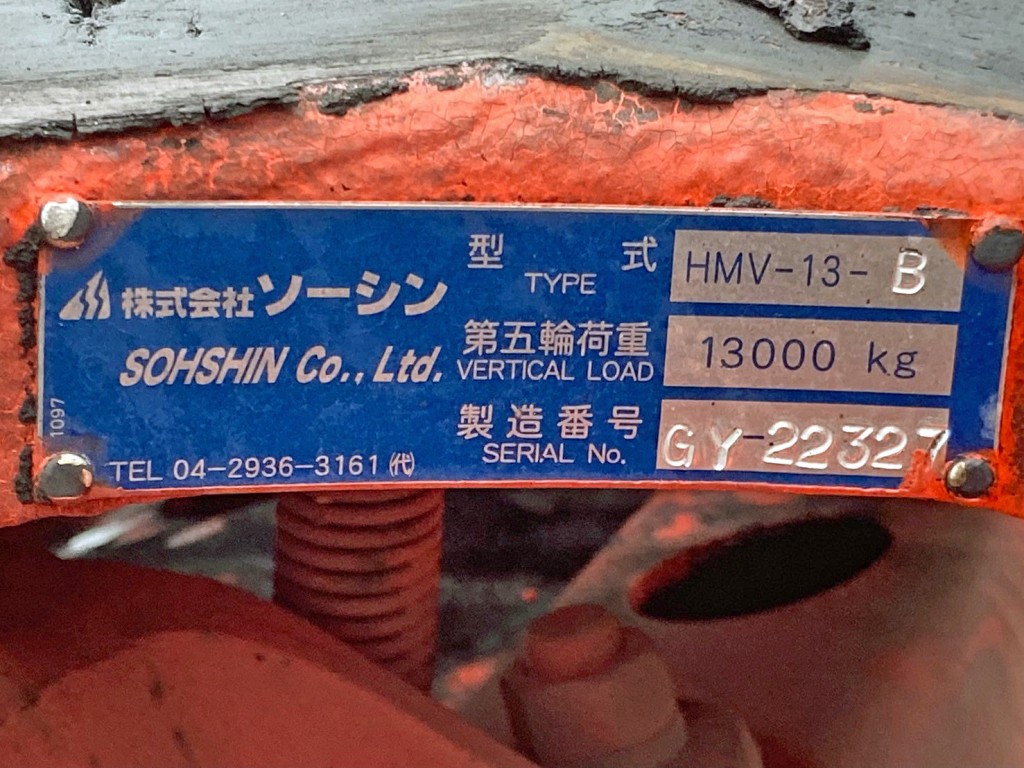 株式会社ソーシン
SOHSHIN Co., Ltd.
1097
TEL 04-2936-3161㈹
型 式
TYPE
HMV-13-B
第五輪荷重
VERTICAL LOAD
13000 kg
製造番号
SERIAL No.
GY-22327